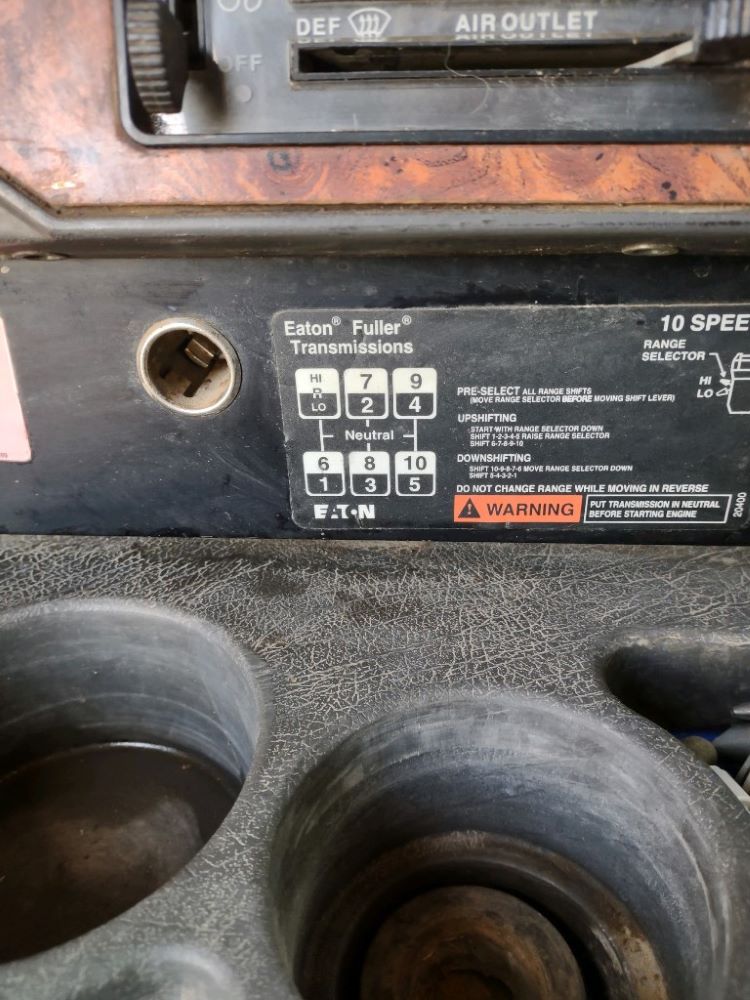 DEF AIR OUTLET
OFF
Eaton® Fuller®
Transmissions
10 SPEE
RANGE
SELECTOR
HI
LO
HI 7 9
R 2 4
LO
Neutral
6 8 10
1 3 5
EATON
PRE-SELECT ALL RANGE SHIFTS
(MOVE RANGE SELECTOR BEFORE MOVING SHIFT LEVER)
UPSHIFTING
START WITH RANGE SELECTOR DOWN
SHIFT 1-2-3-4-5 RAISE RANGE SELECTOR
SHIFT 6-7-8-9-10
DOWNSHIFTING
SHIFT 10-9-8-7-6 MOVE RANGE SELECTOR DOWN
SHIFT 5-4-3-2-1
DO NOT CHANGE RANGE WHILE MOVING IN REVERSE
WARNING
PUT TRANSMISSION IN NEUTRAL
BEFORE STARTING ENGINE
20400